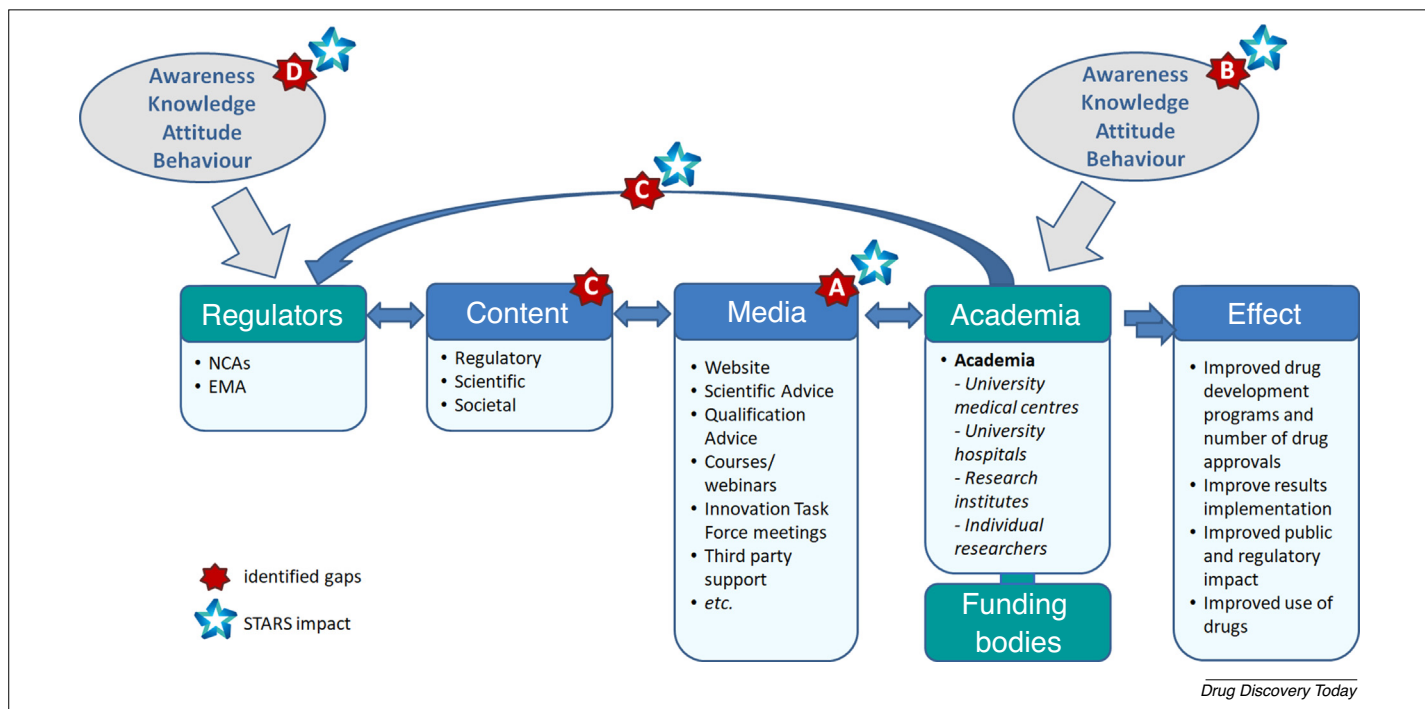 Awareness
Knowledge
Attitude
Behaviour
D
Awareness
Knowledge
Attitude
Behaviour
B
C
Regulators
• NCAs
• EMA
Content
C
• Regulatory
• Scientific
• Societal
Media
A
• Website
• Scientific Advice
• Qualification
Advice
• Courses/
webinars
• Innovation Task
Force meetings
• Third party
support
• etc.
Academia
• Academia
- University
medical centres
- University
hospitals
- Research
institutes
- Individual
researchers
Funding
bodies
Effect
• Improved drug
development
programs and
number of drug
approvals
• Improve results
implementation
• Improved public
and regulatory
impact
• Improved use of
drugs
identified gaps
STARS impact
Drug Discovery Today